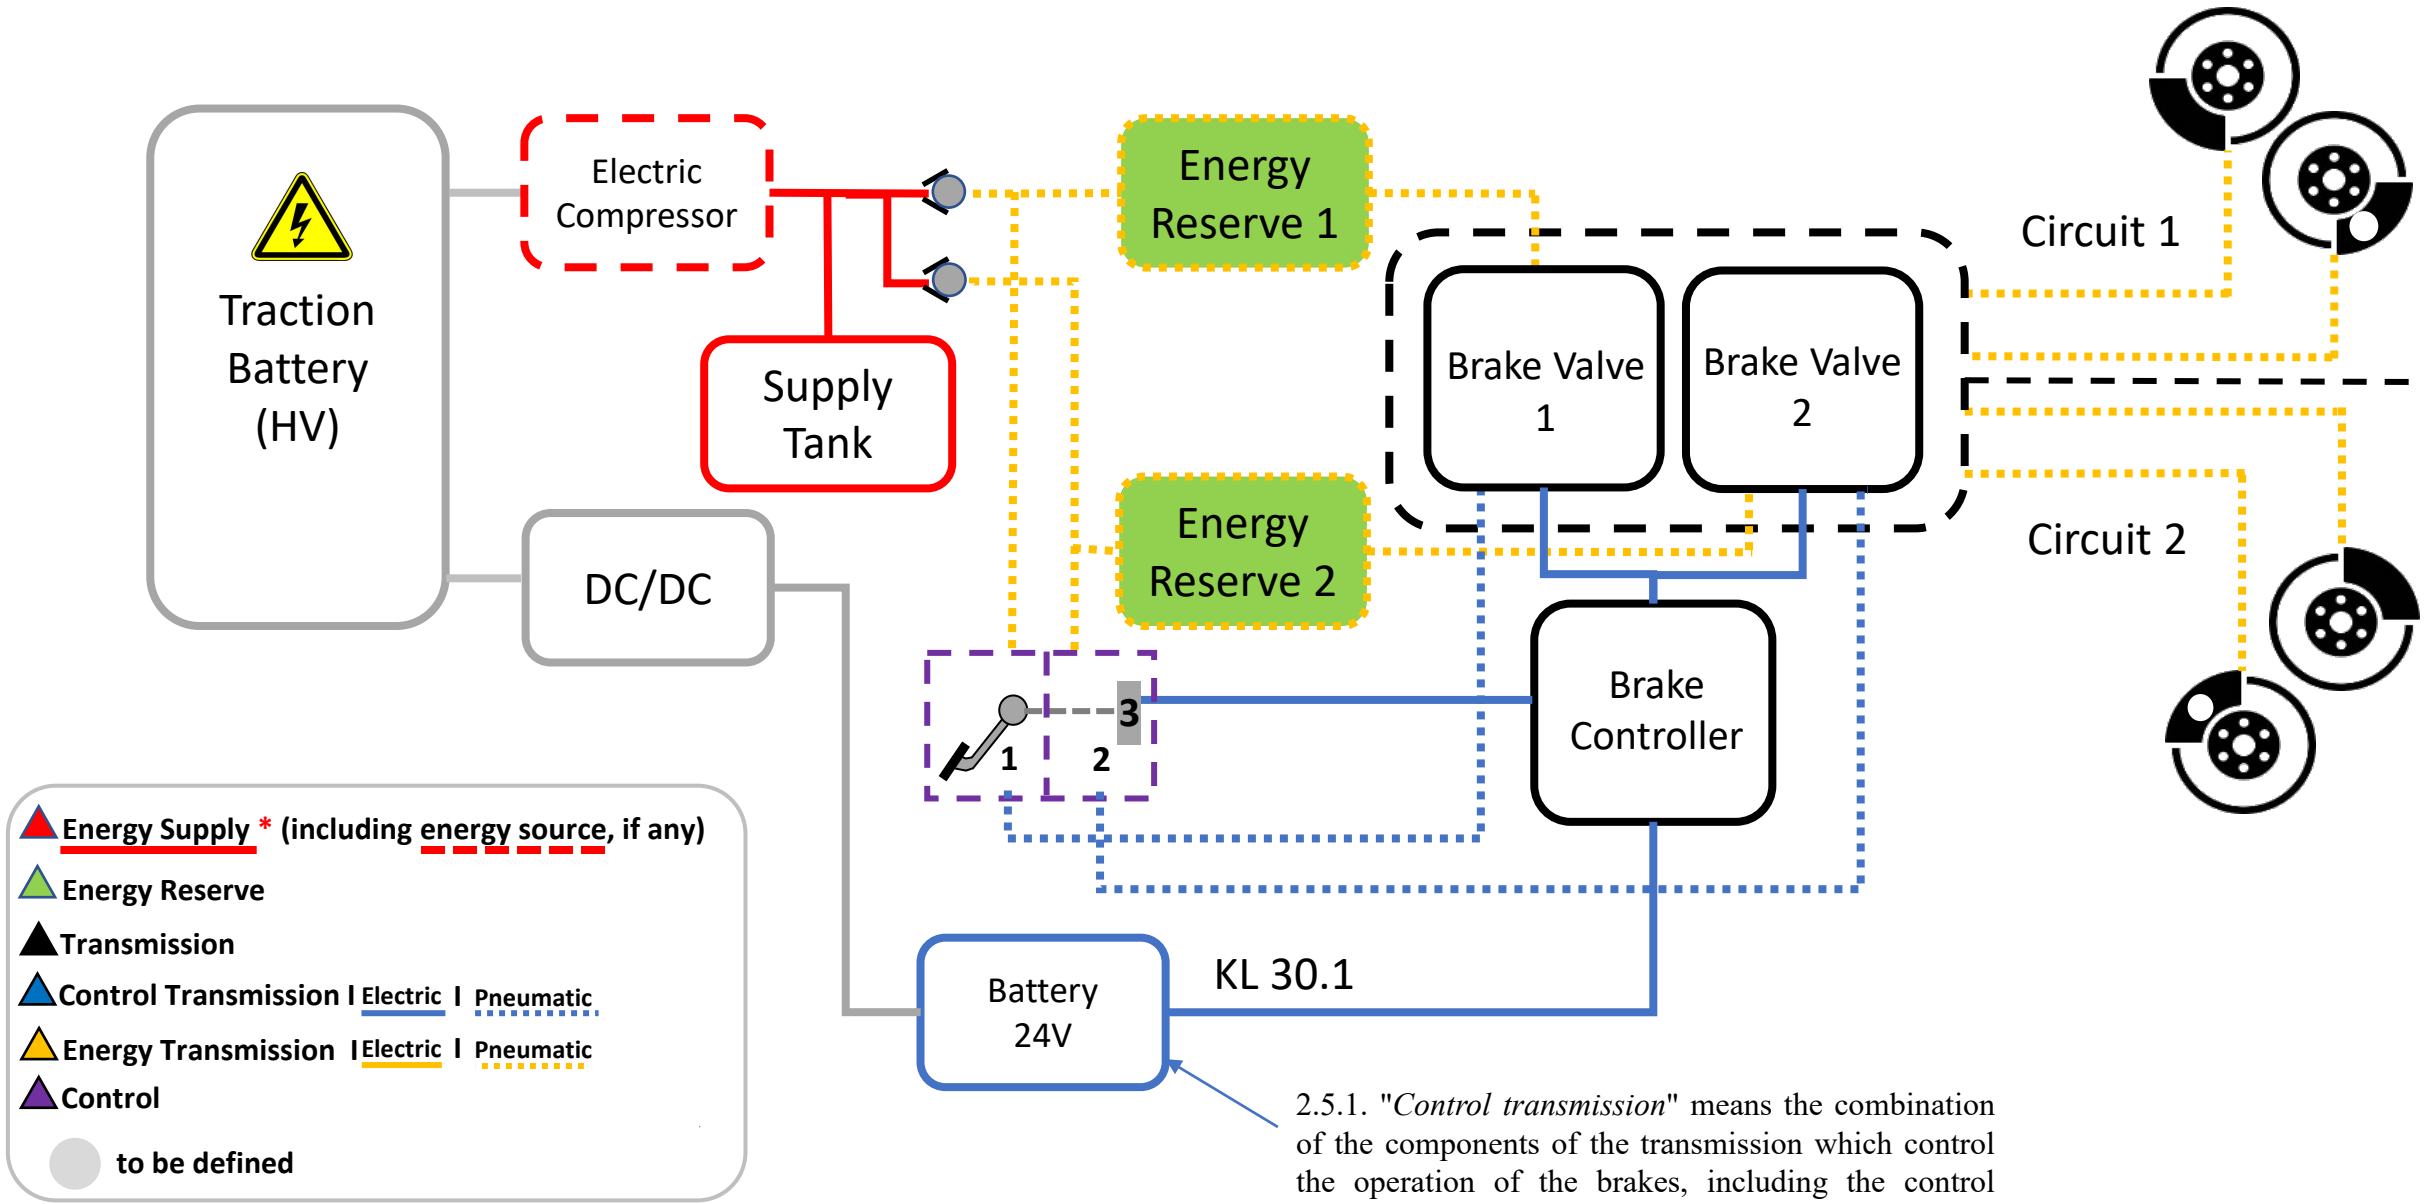 Traction
Battery
(HV)
Electric
Compressor
Supply
Tank
DC/DC
Energy
Reserve 1
Energy
Reserve 2
Brake Valve
1
Brake Valve
2
Circuit 1
Circuit 2
Brake
Controller
1
2
3
Battery
24V
KL 30.1
Energy Supply * (including energy source, if any)
Energy Reserve
Transmission
Control Transmission I Electric I Pneumatic
Energy Transmission I Electric I Pneumatic
Control
to be defined
2.5.1. "Control transmission" means the combination
of the components of the transmission which control
the operation of the brakes, including the control